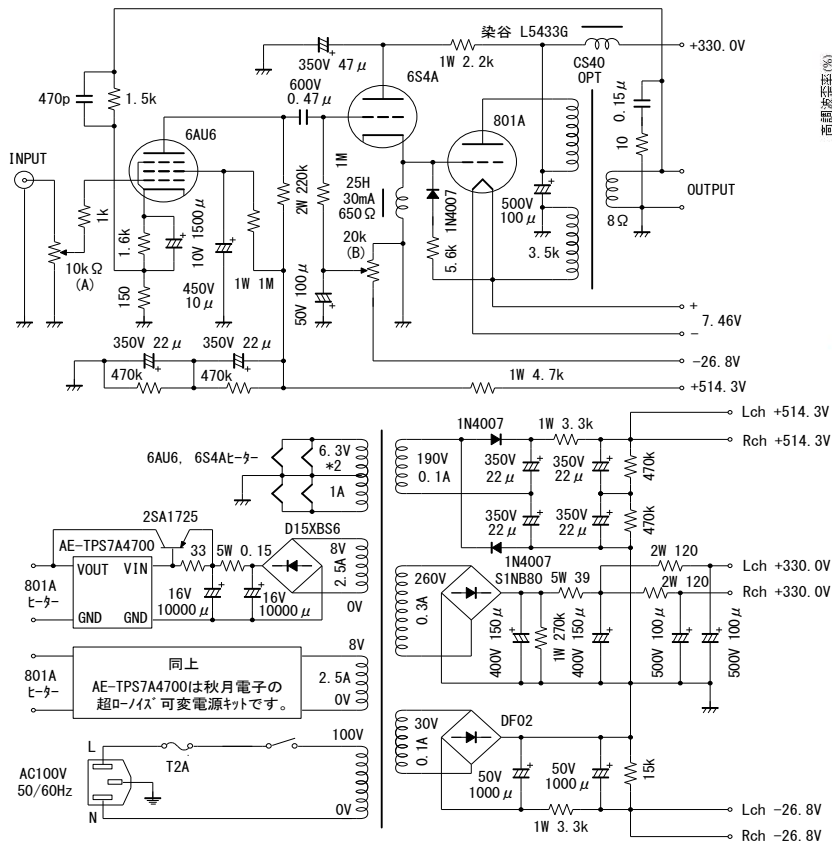 染谷 L5433G
+330.0V
350V 47μ
1W 2.2k
CS40
OPT
高調波歪率(%)
6S4A
600V
0.47μ
470p
1.5k
6AU6
801A
0.15μ
10
INPUT
1M
2W 220k
25H
30mA
650Ω
1N4007
500V
100μ
OUTPUT
8Ω
1k
1.6k
10V 1500μ
20k
(B)
5.6k
3.5k
10kΩ
(A)
150
450V
10μ
1W 1M
50V 100μ
+
7.46V
-
350V 22μ
350V 22μ
-26.8V
470k
470k
1W 4.7k
+514.3V
Lch +514.3V
1N4007
1W 3.3k
Rch +514.3V
6AU6, 6S4Aヒーター
6.3V
*2
1A
190V
0.1A
350V
22μ
350V
22μ
470k
350V
22μ
350V
22μ
470k
2SA1725
AE-TPS7A4700
33
5W 0.15
D15XBS6
8V
2.5A
0V
VOUT
VIN
GND
GND
801A
ヒーター
16V
10000μ
16V
10000μ
1N4007
S1NB80
5W 39
2W 120
Lch +330.0V
2W 120
Rch +330.0V
260V
0.3A
400V 150μ
1W 270k
400V 150μ
500V 100μ
500V 100μ
801A
ヒーター
同上
AE-TPS7A4700は秋月電子の
超ローノイズ可変電源キットです。
8V
2.5A
0V
30V
0.1A
DF02
50V
1000μ
50V
1000μ
15k
L
T2A
100V
AC100V
50/60Hz
N
0V
1W 3.3k
Lch -26.8V
Rch -26.8V